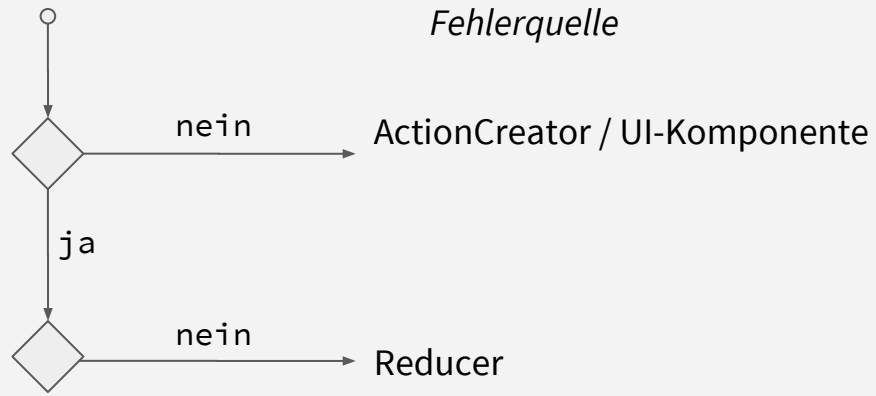 Fehlerquelle
nein
ActionCreator / UI-Komponente
ja
nein
Reducer